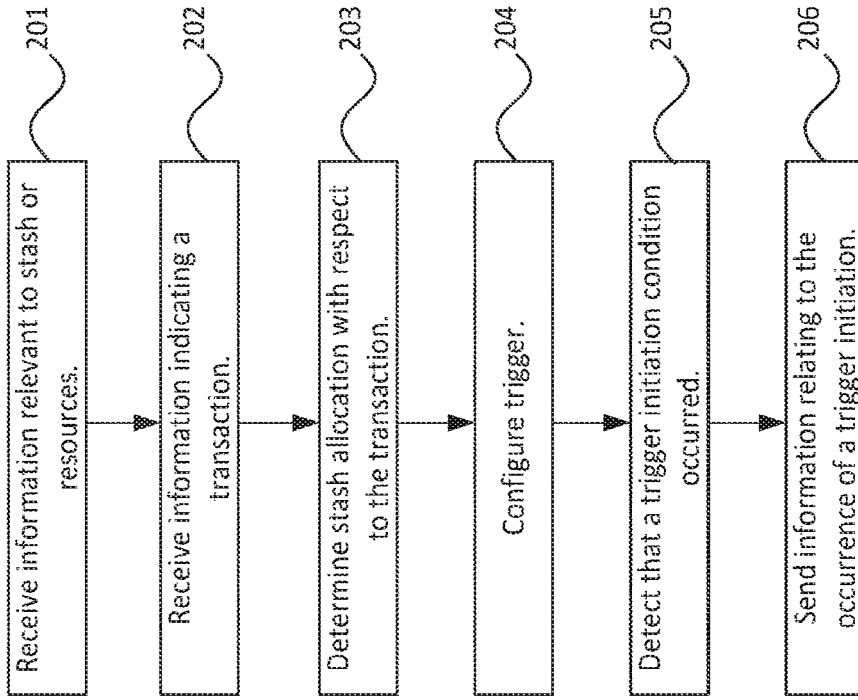 Receive information relevant to stash or
resources.
201
Receive information indicating a
transaction.
202
Determine stash allocation with respect
to the transaction.
203
Configure trigger.
204
Detect that a trigger initiation condition
occurred.
205
Send information relating to the
occurrence of a trigger initiation.
206